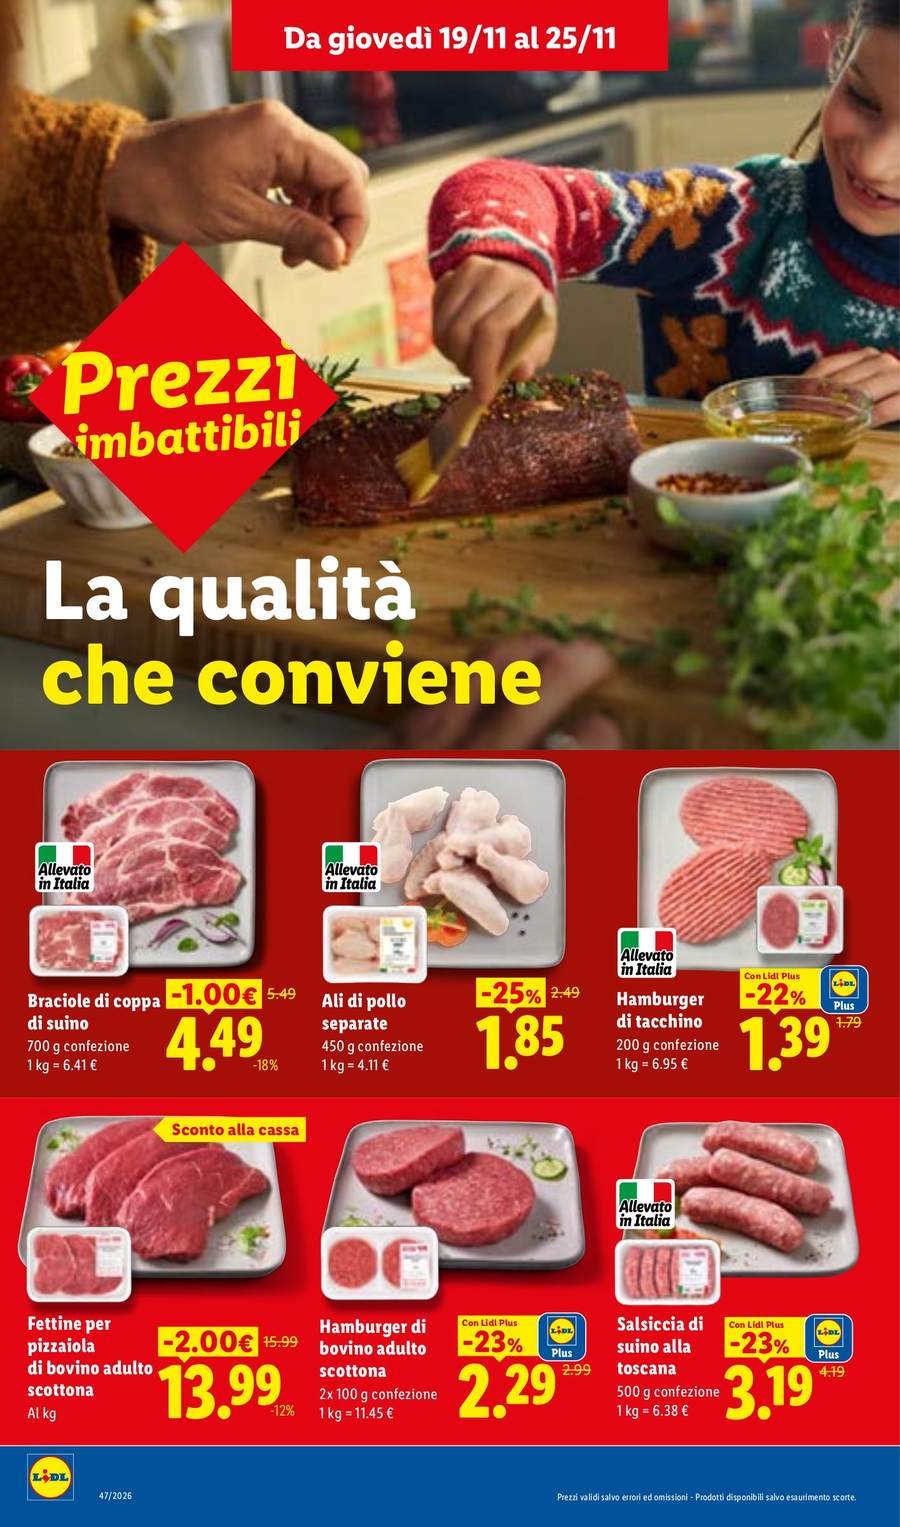 Da giovedì 19/11 al 25/11
Prezzi
imbattibili
La qualità
che conviene
Allevato
in Italia
Braciole di coppa
di suino
700 g confezione
1 kg = 6.41 €
-1.00€
5.49
4.49
-18%
Allevato
in Italia
Ali di pollo
separate
450 g confezione
1 kg = 4.11 €
-25%
2.49
1.85
Allevato
in Italia
Hamburger
di tacchino
200 g confezione
1 kg = 6.95 €
Con Lidl Plus
-22%
LIDL
Plus
1.79
1.39
Sconto alla cassa
Fettine per
pizzaiola
di bovino adulto
scottona
Al kg
-2.00€
15.99
13.99
-12%
Hamburger di
bovino adulto
scottona
2x 100 g confezione
1 kg = 11.45 €
Con Lidl Plus
-23%
LIDL
Plus
2.99
2.29
Allevato
in Italia
Salsiccia di
suino alla
toscana
500 g confezione
1 kg = 6.38 €
Con Lidl Plus
-23%
LIDL
Plus
4.19
3.19
LIDL
47/2026
Prezzi validi salvo errori ed omissioni - Prodotti disponibili salvo esaurimento scorte.